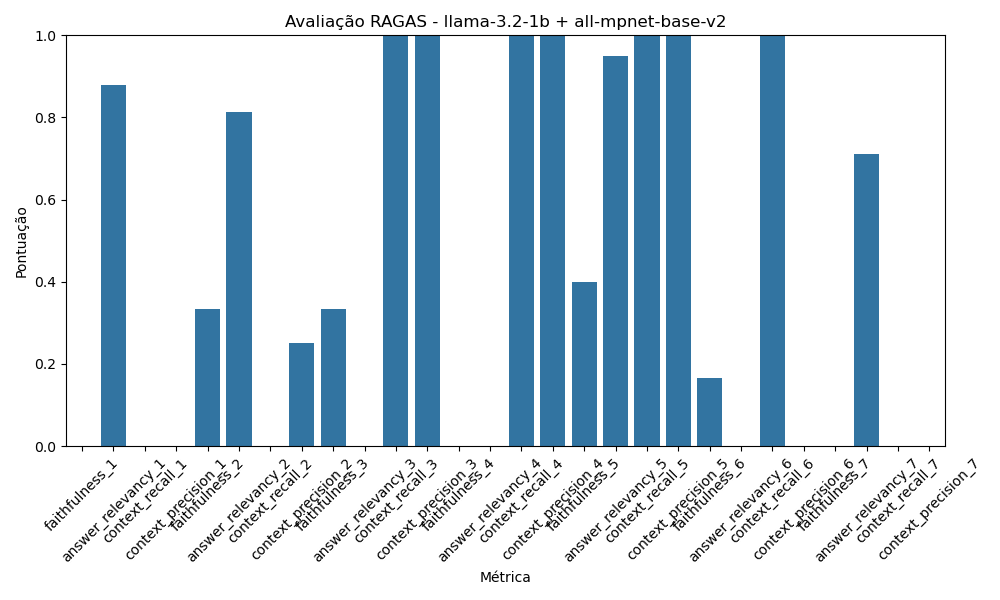 Avaliação RAGAS - llama-3.2-1b + all-mpnet-base-v2
Pontuação
1.0
0.8
0.6
0.4
0.2
0.0
faithfulness_1
answer_relevancy_1
context_recall_1
context_precision_1
faithfulness_2
answer_relevancy_2
context_recall_2
context_precision_2
faithfulness_3
answer_relevancy_3
context_recall_3
context_precision_3
faithfulness_4
answer_relevancy_4
context_recall_4
context_precision_4
faithfulness_5
answer_relevancy_5
context_recall_5
context_precision_5
faithfulness_6
answer_relevancy_6
context_recall_6
context_precision_6
faithfulness_7
answer_relevancy_7
context_recall_7
context_precision_7
Métrica